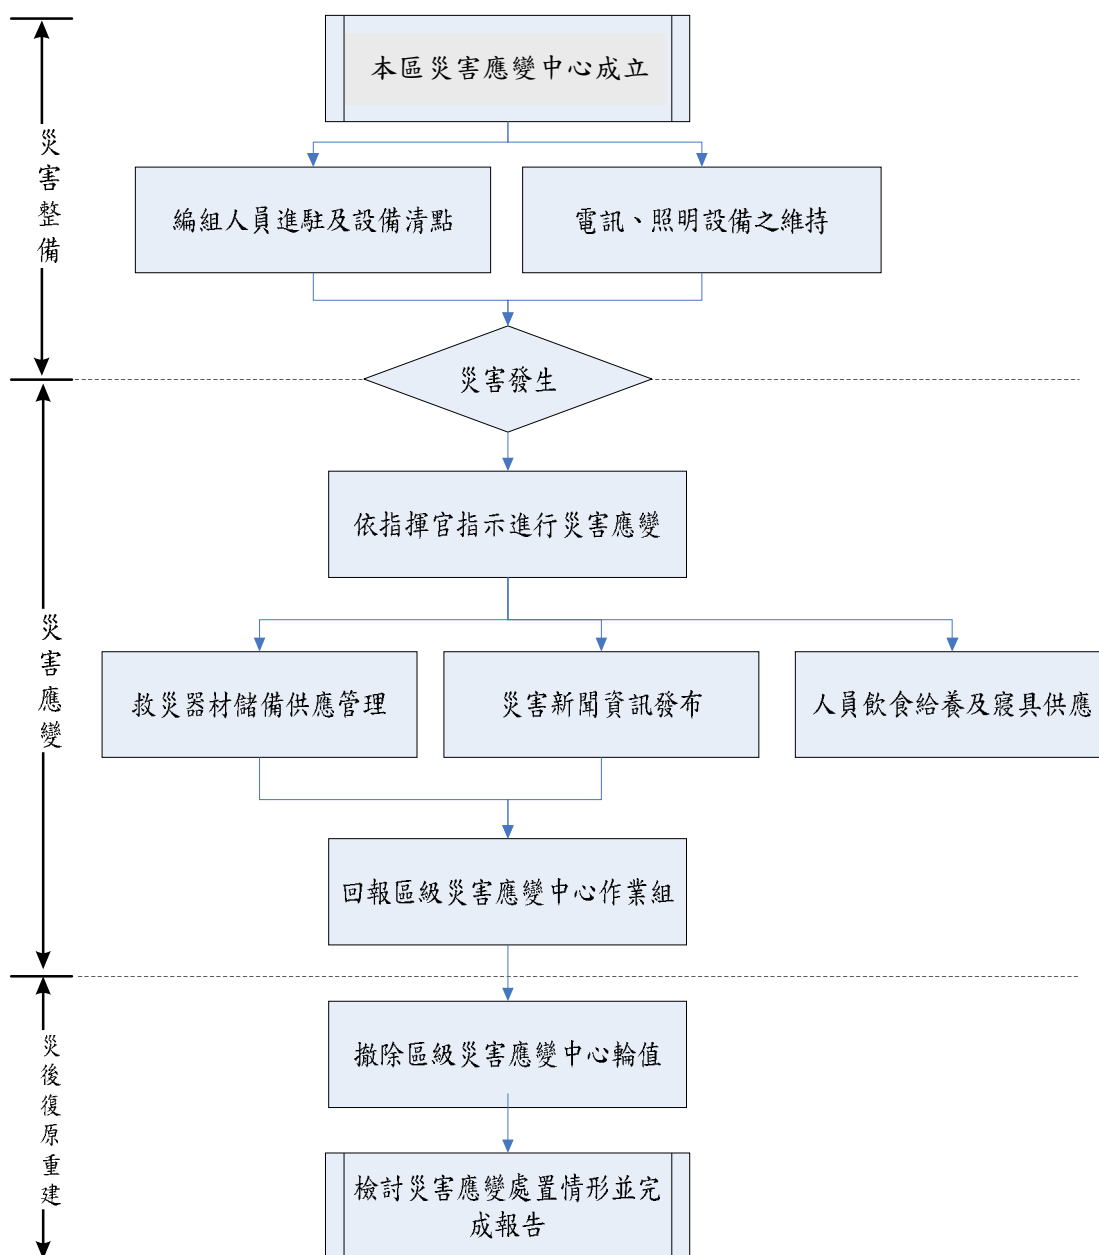 本區災害應變中心成立
災害整備
編組人員進駐及設備清點
電訊、照明設備之維持
災害發生
依指揮官指示進行災害應變
災害應變
救災器材儲備供應管理
災害新聞資訊發布
人員飲食給養及寢具供應
回報區級災害應變中心作業組
撤除區級災害應變中心輪值
災後復原重建
檢討災害應變處置情形並完
成報告